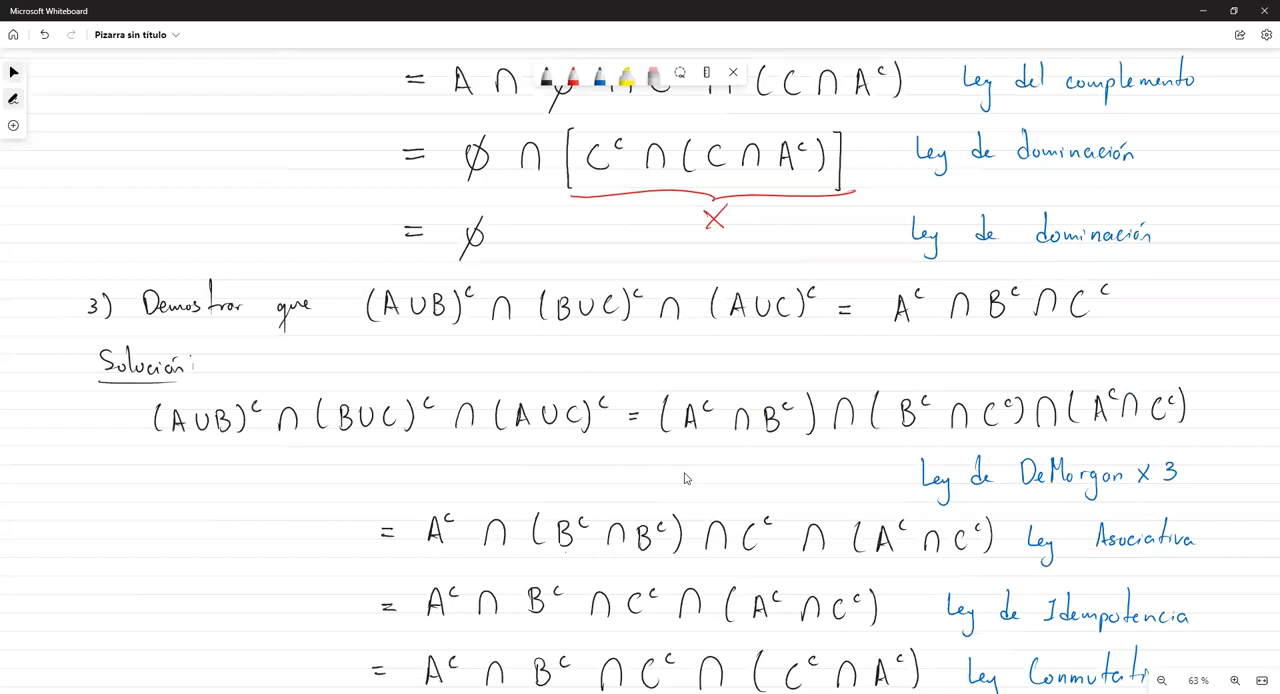 Microsoft Whiteboard
Pizarra sin título
= A ∩ ∅ ∩ (C ∩ Aᶜ) Ley del complemento
= ∅ ∩ [Cᶜ ∩ (C ∩ Aᶜ)] Ley de dominación
X
= ∅ Ley de dominación
3) Demostrar que (A∪B)ᶜ ∩ (B∪C)ᶜ ∩ (A∪C)ᶜ = Aᶜ ∩ Bᶜ ∩ Cᶜ
Solución:
(A∪B)ᶜ ∩ (B∪C)ᶜ ∩ (A∪C)ᶜ = (Aᶜ ∩ Bᶜ) ∩ (Bᶜ ∩ Cᶜ) ∩ (Aᶜ ∩ Cᶜ)
Ley de DeMorgan x 3
= Aᶜ ∩ (Bᶜ ∩ Bᶜ) ∩ Cᶜ ∩ (Aᶜ ∩ Cᶜ) Ley Asociativa
= Aᶜ ∩ Bᶜ ∩ Cᶜ ∩ (Aᶜ ∩ Cᶜ) Ley de Idempotencia
= Aᶜ ∩ Bᶜ ∩ Cᶜ ∩ (Cᶜ ∩ Aᶜ) Ley Conmutati
63 %